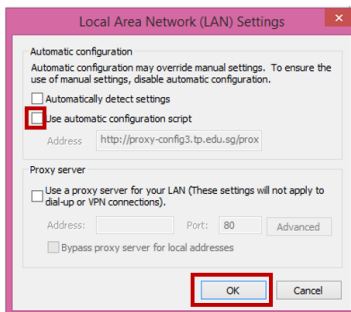 Local Area Network (LAN) Settings
Automatic configuration
Automatic configuration may override manual settings. To ensure the
use of manual settings, disable automatic configuration.
Automatically detect settings
Use automatic configuration script
Address http://proxy-config3.tp.edu.sg/prox
Proxy server
Use a proxy server for your LAN (These settings will not apply to
dial-up or VPN connections).
Address: Port: 80 Advanced
Bypass proxy server for local addresses
OK Cancel